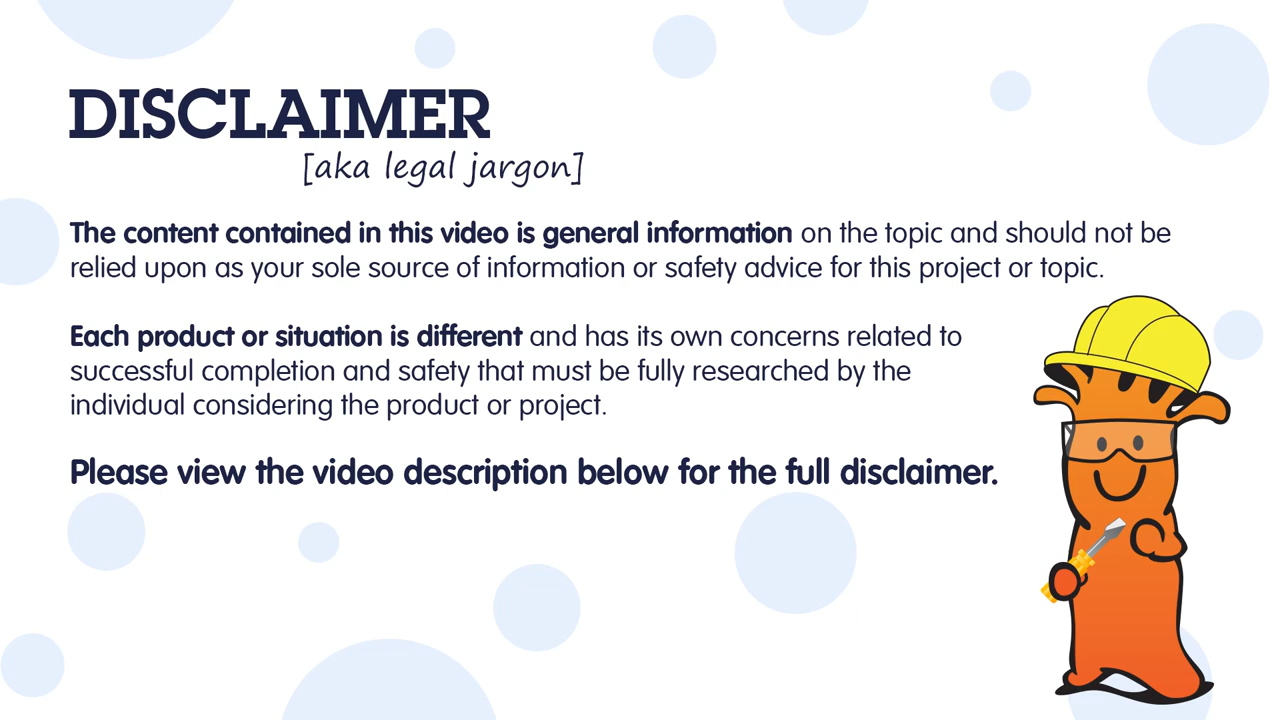 DISCLAIMER
[aka legal jargon]
The content contained in this video is general information on the topic and should not be
relied upon as your sole source of information or safety advice for this project or topic.
Each product or situation is different and has its own concerns related to
successful completion and safety that must be fully researched by the
individual considering the product or project.
Please view the video description below for the full disclaimer.